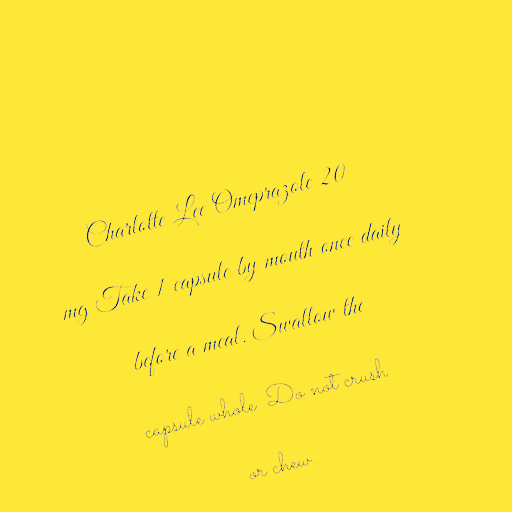 Charlotte Lee Omeprazole 20
mg Take 1 capsule by mouth once daily
before a meal. Swallow the
capsule whole. Do not crush
or chew.